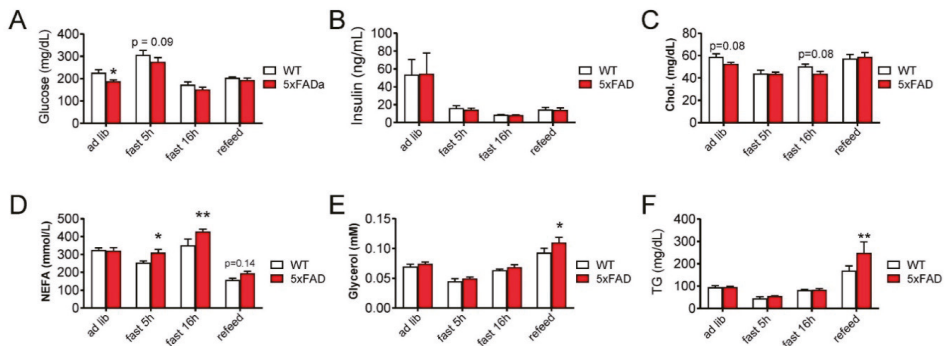 A
Glucose (mg/dL)
400
300
200
100
0
p = 0.09
*
WT
5xFADa
ad lib
fast 5h
fast 16h
refeed
B
Insulin (ng/mL)
100
80
60
40
20
0
WT
5xFAD
ad lib
fast 5h
fast 16h
refeed
C
Chol. (mg/dL)
80
60
40
20
0
p=0.08
p=0.08
WT
5xFAD
ad lib
fast 5h
fast 16h
refeed
D
NEFA (mmol/L)
500
400
300
200
100
0
*
**
p=0.14
WT
5xFAD
ad lib
fast 5h
fast 16h
refeed
E
Glycerol (mM)
0.15
0.10
0.05
0.00
*
WT
5xFAD
ad lib
fast 5h
fast 16h
refeed
F
TG (mg/dL)
400
300
200
100
0
**
WT
5xFAD
ad lib
fast 5h
fast 16h
refeed